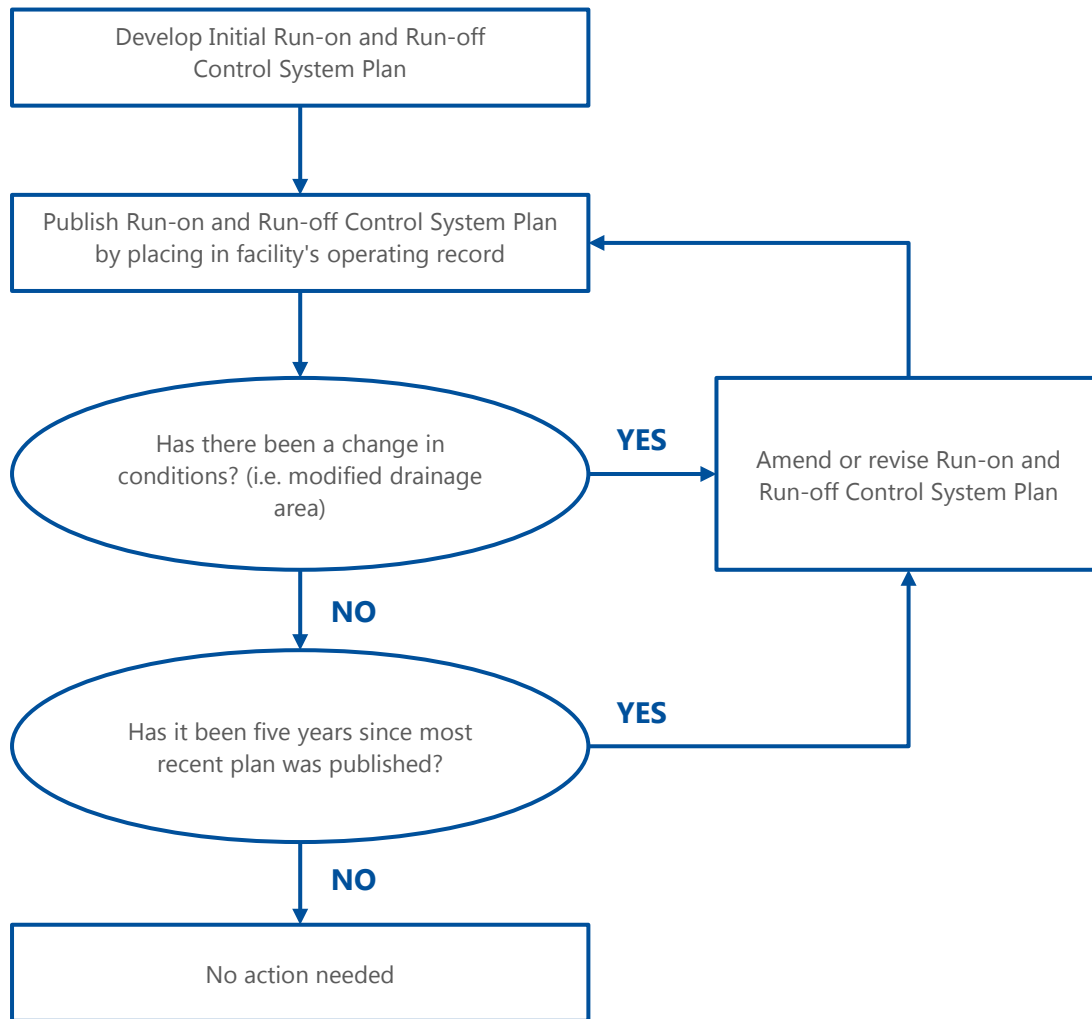 Develop Initial Run-on and Run-off
Control System Plan
Publish Run-on and Run-off Control System Plan
by placing in facility's operating record
Has there been a change in
conditions? (i.e. modified drainage
area)
YES
Amend or revise Run-on and
Run-off Control System Plan
NO
Has it been five years since most
recent plan was published?
YES
NO
No action needed